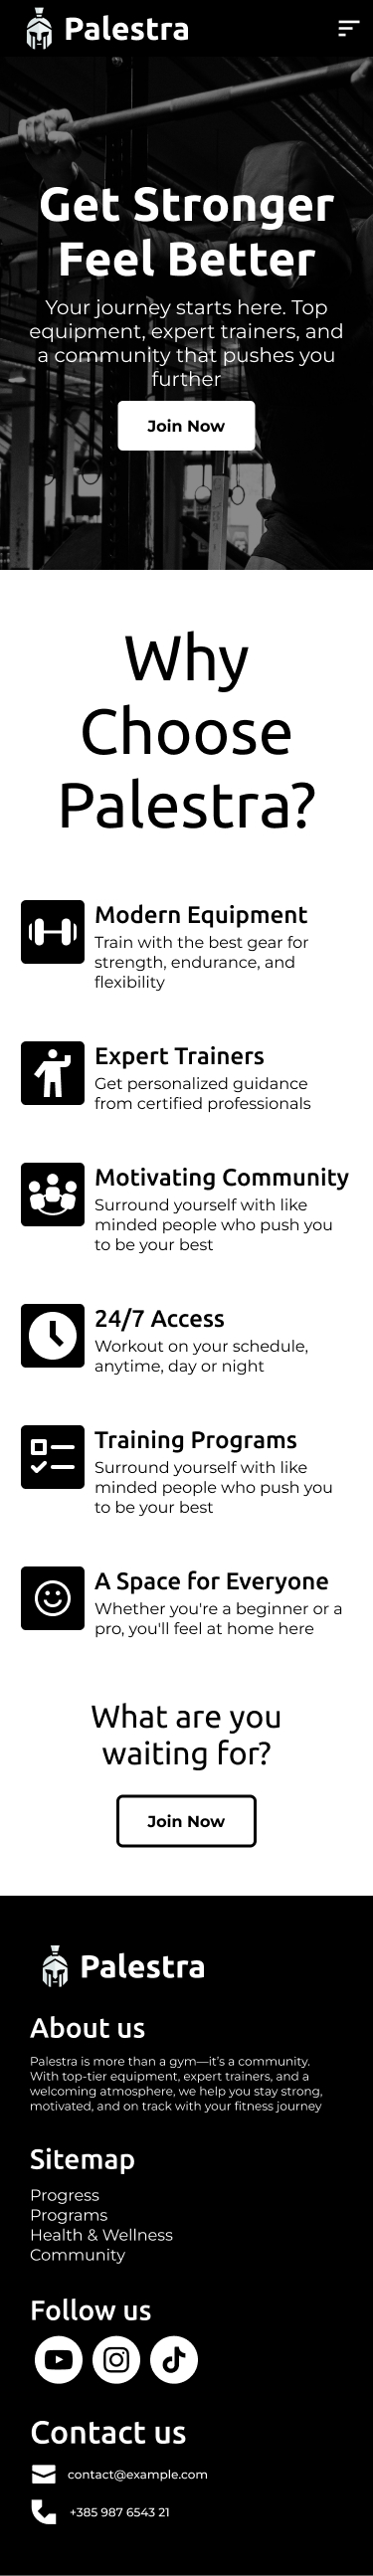 Palestra
Get Stronger
Feel Better
Your journey starts here. Top
equipment, expert trainers, and
a community that pushes you
further
Join Now
Why
Choose
Palestra?
Modern Equipment
Train with the best gear for
strength, endurance, and
flexibility
Expert Trainers
Get personalized guidance
from certified professionals
Motivating Community
Surround yourself with like
minded people who push you
to be your best
24/7 Access
Workout on your schedule,
anytime, day or night
Training Programs
Surround yourself with like
minded people who push you
to be your best
A Space for Everyone
Whether you're a beginner or a
pro, you'll feel at home here
What are you
waiting for?
Join Now
Palestra
About us
Palestra is more than a gym—it’s a community.
With top-tier equipment, expert trainers, and a
welcoming atmosphere, we help you stay strong,
motivated, and on track with your fitness journey
Sitemap
Progress
Programs
Health & Wellness
Community
Follow us
Contact us
contact@example.com
+385 987 6543 21